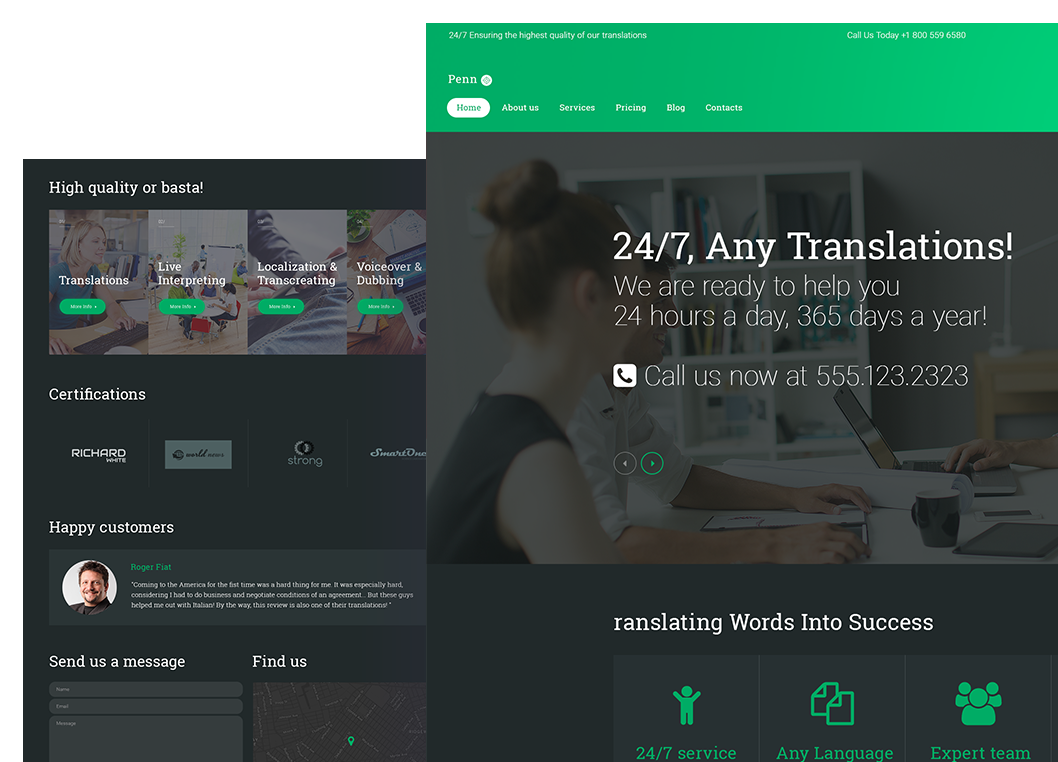 24/7 Ensuring the highest quality of our translations
Call Us Today +1 800 559 6580
Penn
Home
About us
Services
Pricing
Blog
Contacts
24/7, Any Translations!
We are ready to help you
24 hours a day, 365 days a year!
Call us now at 555.123.2323
ranslating Words Into Success
24/7 service
Any Language
Expert team
High quality or basta!
Translations
More Info
Live
Interpreting
More Info
Localization &
Transcreating
More Info
Voiceover &
Dubbing
More Info
Certifications
RICHARD
WHITE
world news
strong
SmartOne
Happy customers
Roger Fiat
"Coming to the America for the fist time was a hard thing for me. It was especially hard,
considering I had to do business and negotiate conditions of an agreement... But these guys
helped me out with Italian! By the way, this review is also one of their translations! "
Send us a message
Name
Email
Message
Find us